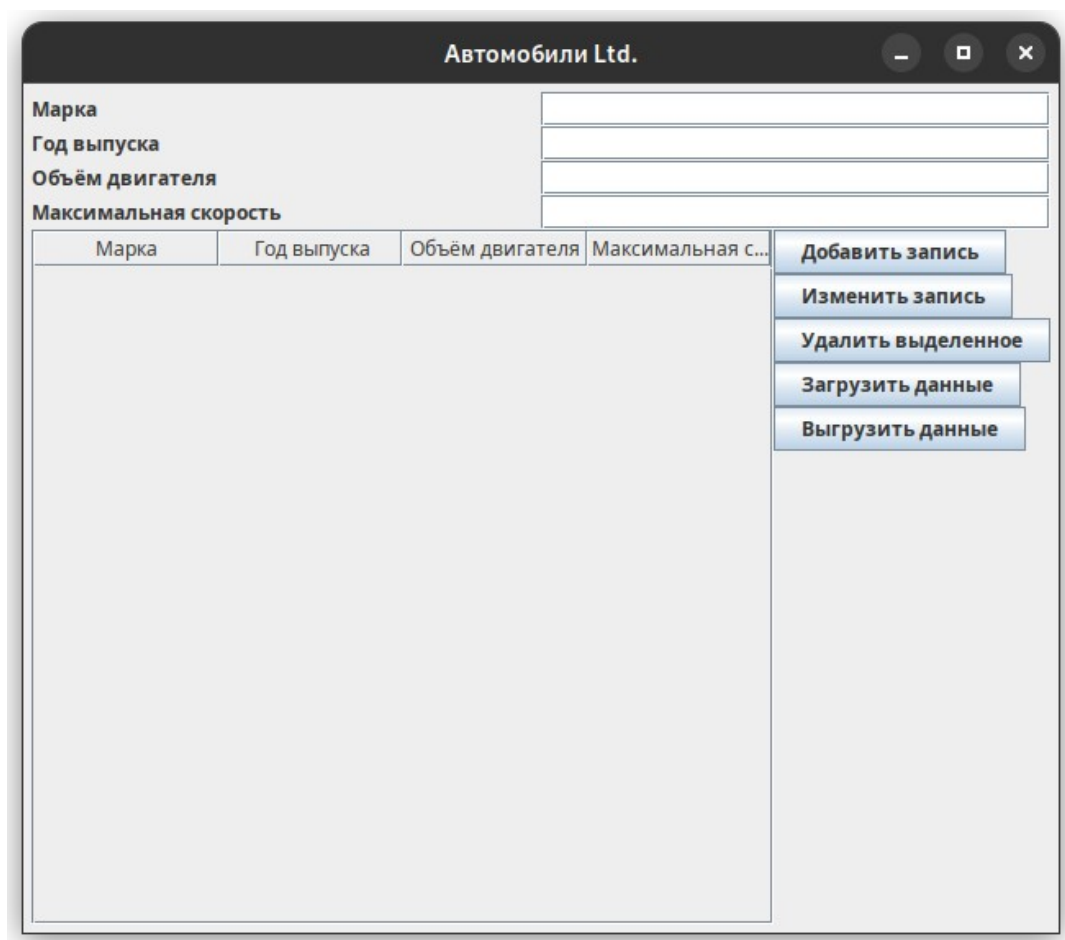 Автомобили Ltd.
Марка
Год выпуска
Объём двигателя
Максимальная скорость
Марка Год выпуска Объём двигателя Максимальная с...
Добавить запись
Изменить запись
Удалить выделенное
Загрузить данные
Выгрузить данные